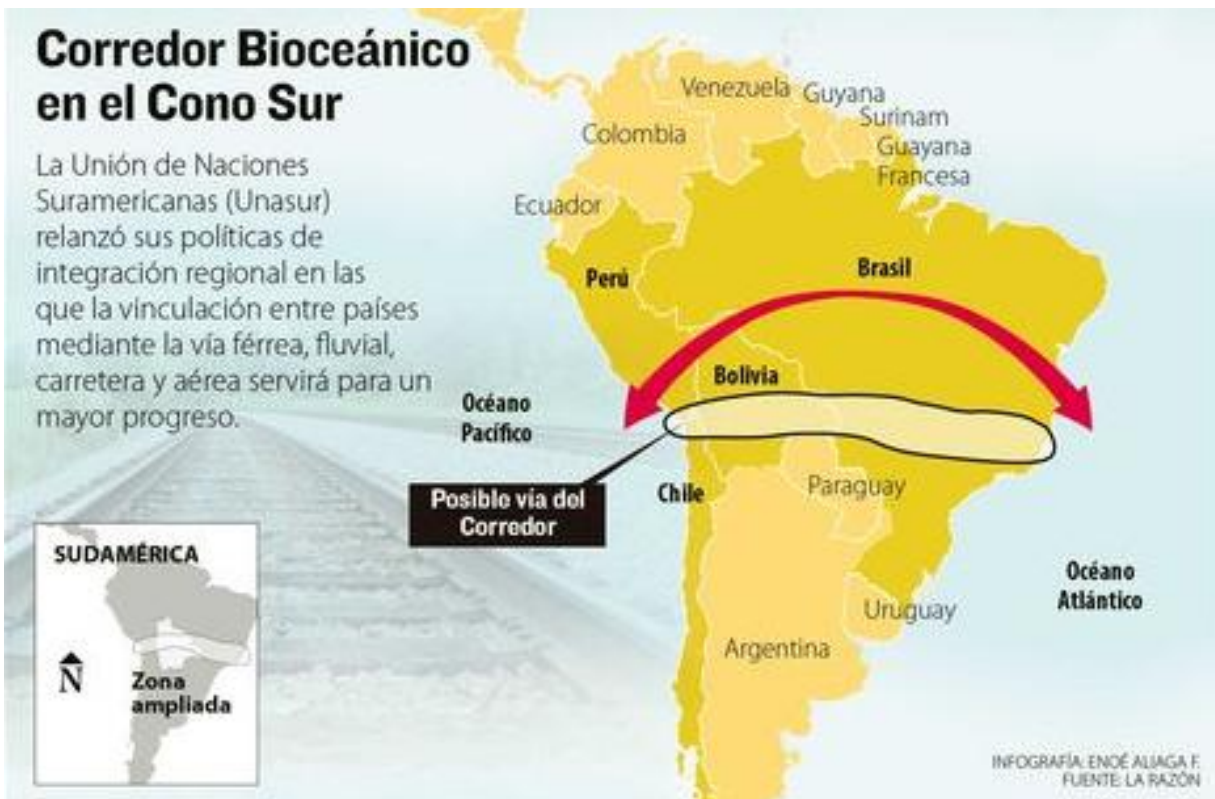 Corredor Bioceánico
en el Cono Sur
La Unión de Naciones
Suramericanas (Unasur)
relanzó sus políticas de
integración regional en las
que la vinculación entre países
mediante la vía férrea, fluvial,
carretera y aérea servirá para un
mayor progreso.
Venezuela
Guyana
Surinam
Guayana
Francesa
Colombia
Ecuador
Perú
Brasil
Bolivia
Océano
Pacífico
Posible vía del
Corredor
Chile
Paraguay
Océano
Atlántico
Uruguay
Argentina
SUDAMÉRICA
N
Zona
ampliada
INFOGRAFÍA: ENOÉ ALIAGA F.
FUENTE: LA RAZÓN